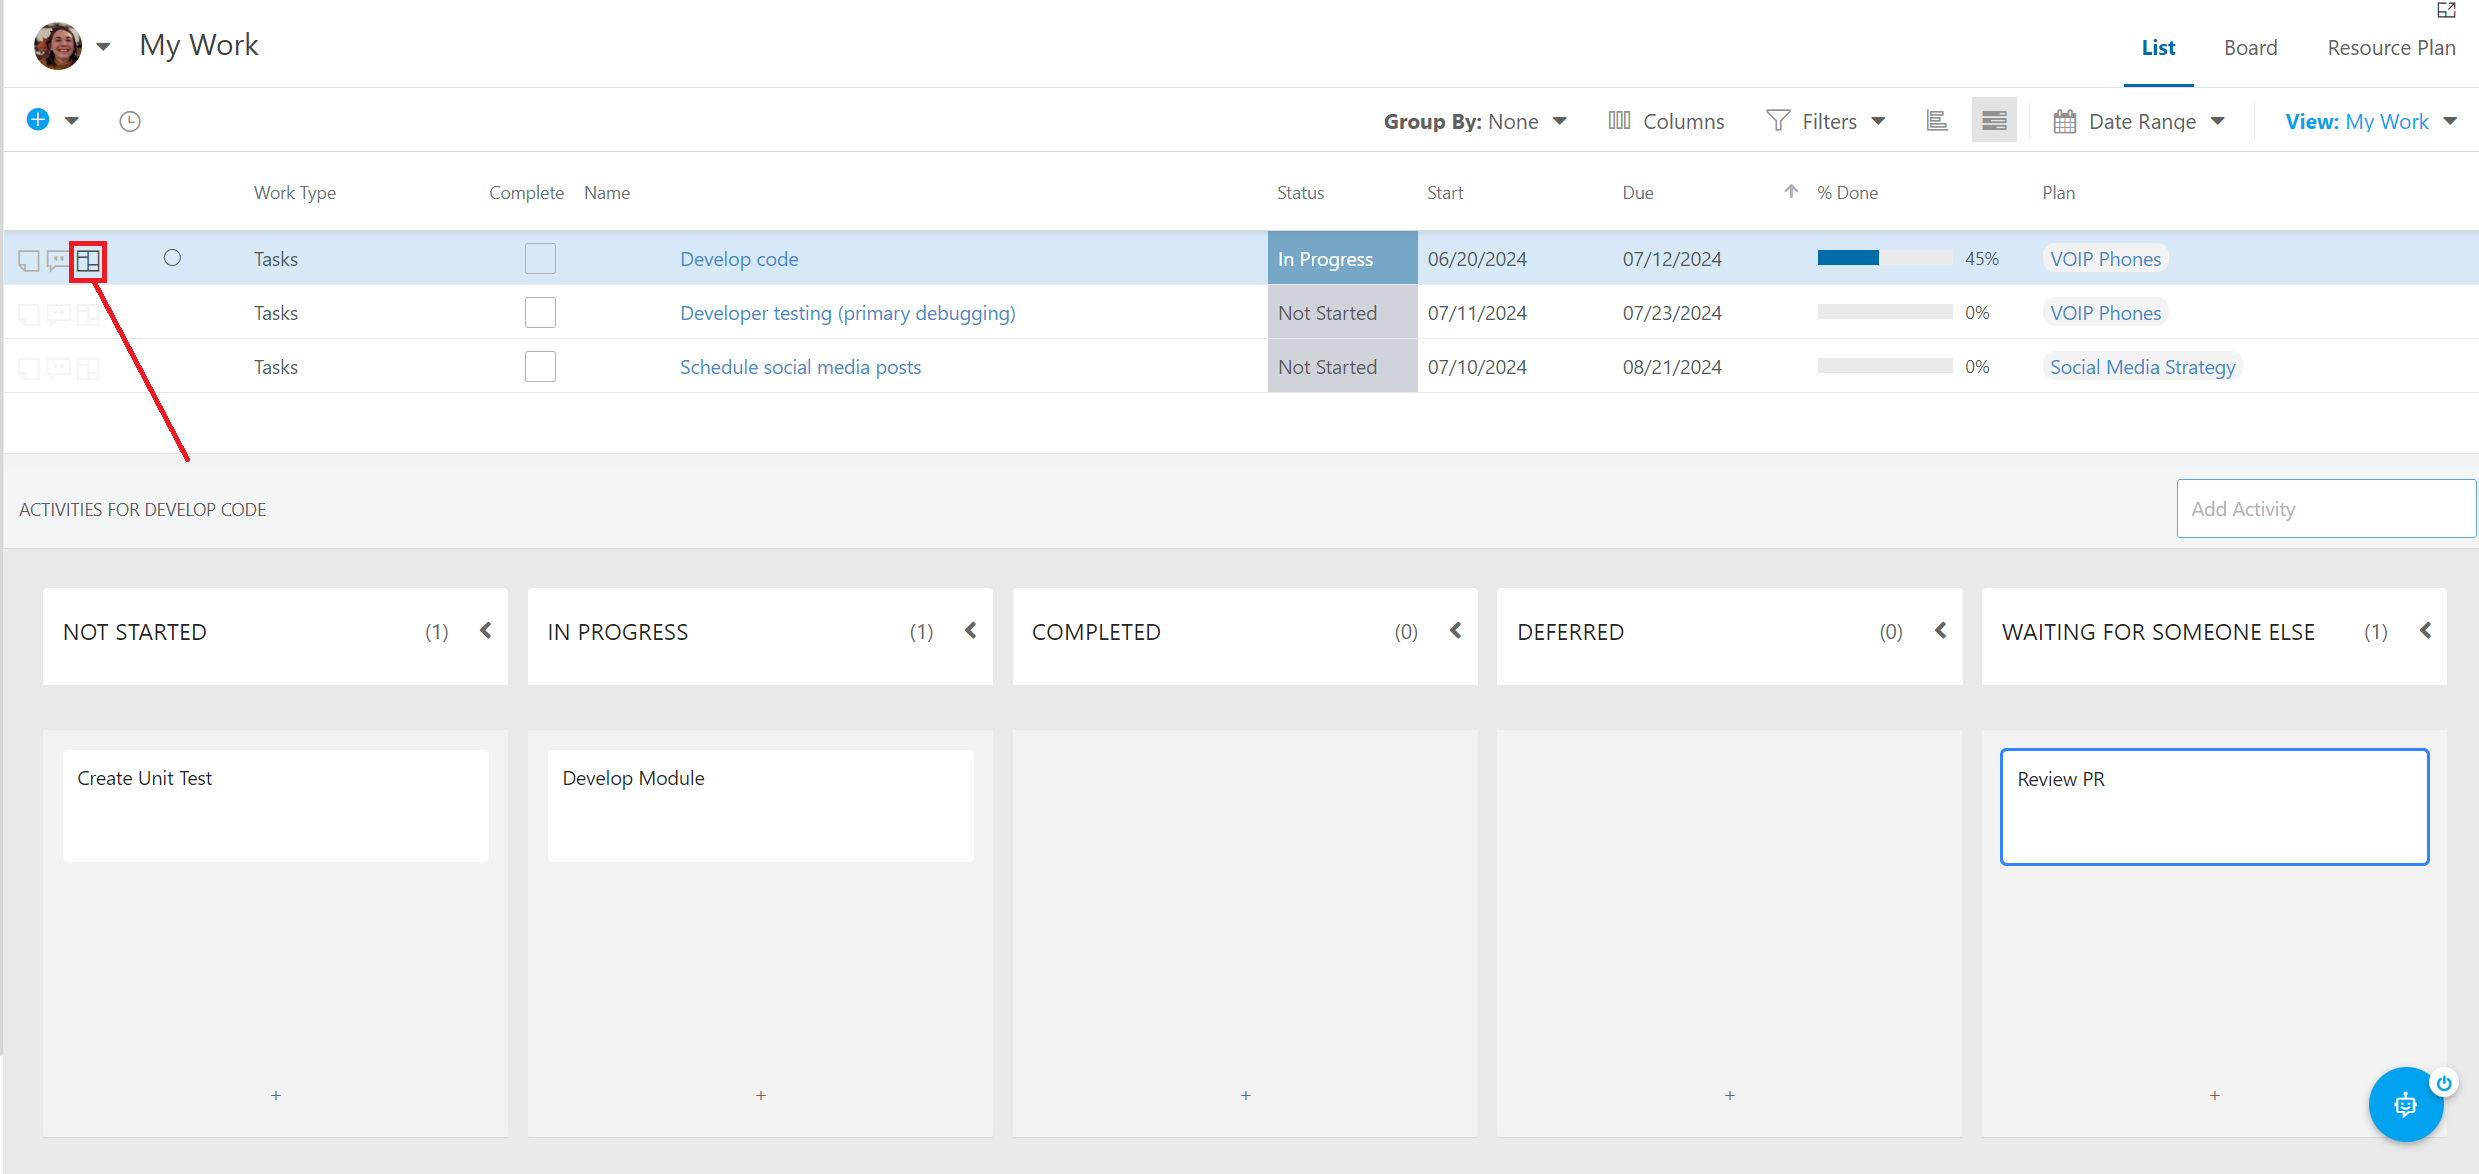 My Work
List Board Resource Plan
Group By: None Columns Filters Date Range View: My Work
Work Type Complete Name Status Start Due % Done Plan
Tasks Develop code In Progress 06/20/2024 07/12/2024 45% VOIP Phones
Tasks Developer testing (primary debugging) Not Started 07/11/2024 07/23/2024 0% VOIP Phones
Tasks Schedule social media posts Not Started 07/10/2024 08/21/2024 0% Social Media Strategy
ACTIVITIES FOR DEVELOP CODE Add Activity
NOT STARTED (1) IN PROGRESS (1) COMPLETED (0) DEFERRED (0) WAITING FOR SOMEONE ELSE (1)
Create Unit Test Develop Module Review PR
+ + + + +